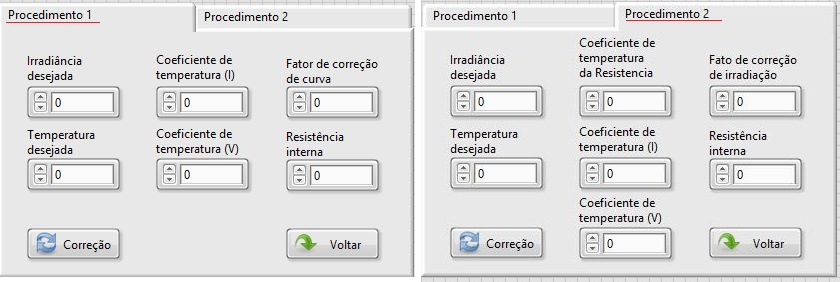 Procedimento 1
Procedimento 2
Irradiância
desejada
0
Coeficiente de
temperatura (I)
0
Fator de correção
de curva
0
Temperatura
desejada
0
Coeficiente de
temperatura (V)
0
Resistência
interna
0
Correção
Voltar
Procedimento 1
Procedimento 2
Irradiância
desejada
0
Coeficiente de
temperatura
da Resistencia
0
Fato de correção
de irradiação
0
Temperatura
desejada
0
Coeficiente de
temperatura (I)
0
Resistência
interna
0
Coeficiente de
temperatura (V)
0
Correção
Voltar